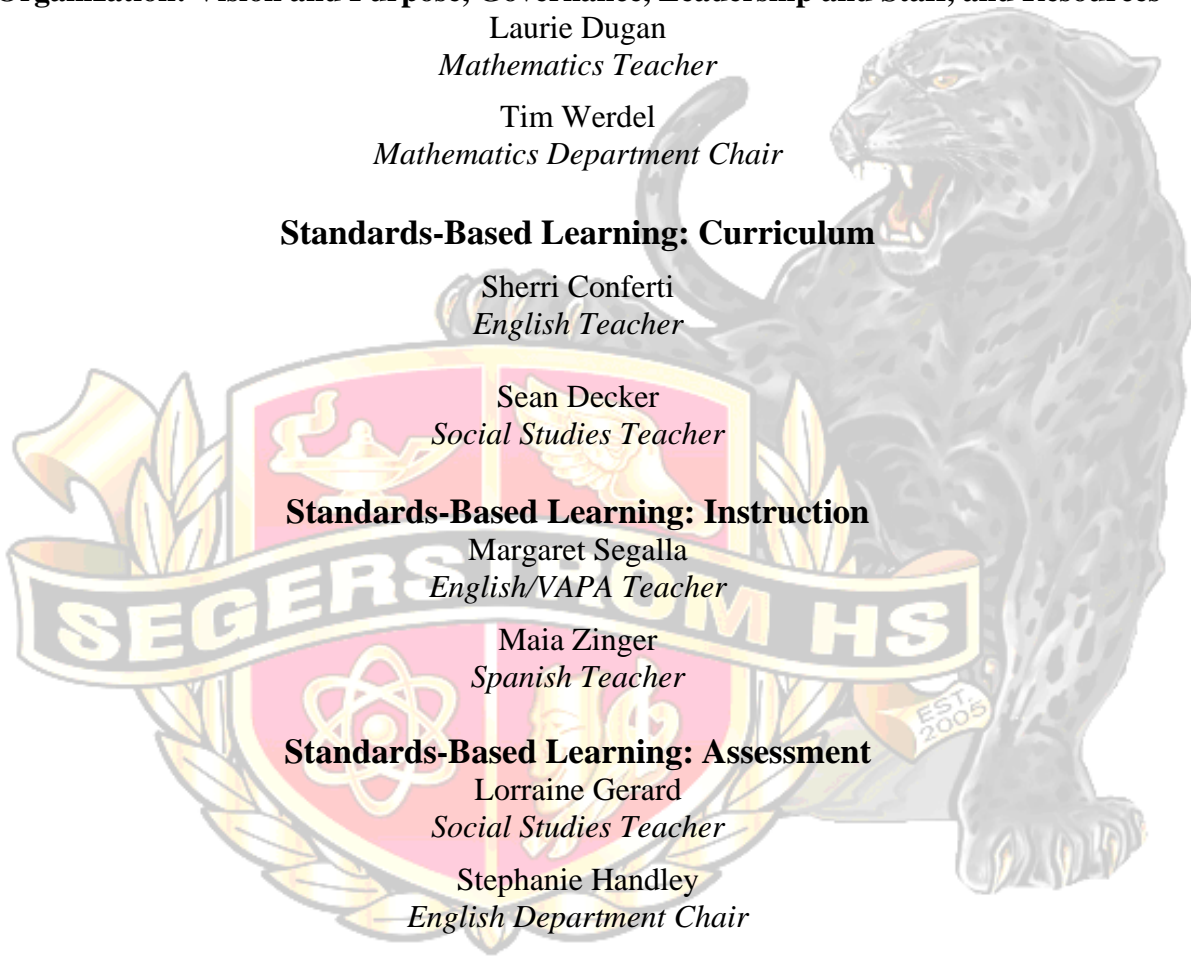 Organization: Vision and Purpose, Governance, Leadership and Staff, and Resources
Laurie Dugan
Mathematics Teacher
Tim Werdel
Mathematics Department Chair
Standards-Based Learning: Curriculum
Sherri Conferti
English Teacher
Sean Decker
Social Studies Teacher
Standards-Based Learning: Instruction
Margaret Segalla
English/VAPA Teacher
SEGERSTROM HS
Maia Zinger
Spanish Teacher
EST.
2005
Standards-Based Learning: Assessment
Lorraine Gerard
Social Studies Teacher
Stephanie Handley
English Department Chair